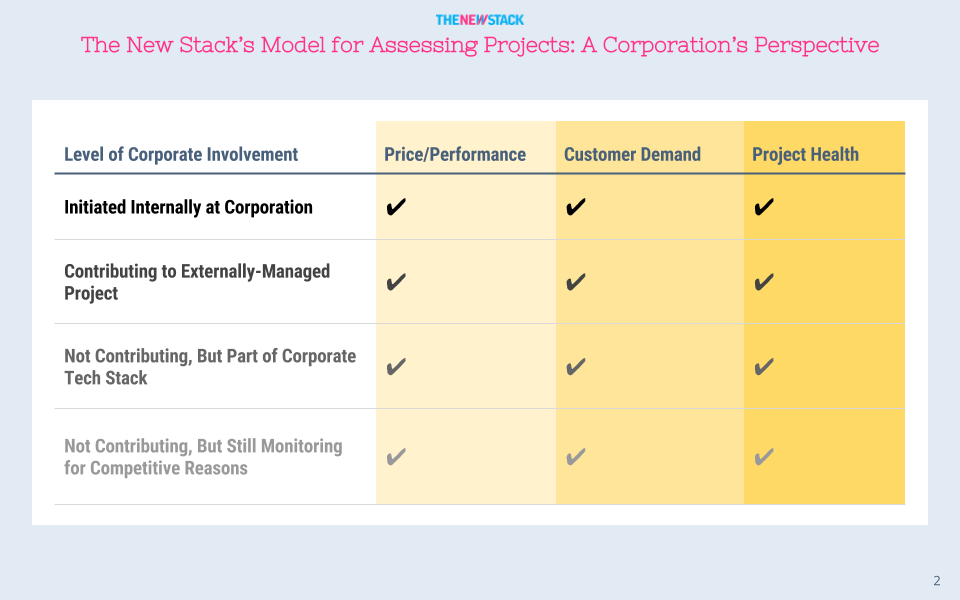 THENEWSTACK
The New Stack’s Model for Assessing Projects: A Corporation’s Perspective
Level of Corporate Involvement Price/Performance Customer Demand Project Health
Initiated Internally at Corporation ✔ ✔ ✔
Contributing to Externally-Managed
Project ✔ ✔ ✔
Not Contributing, But Part of Corporate
Tech Stack ✔ ✔ ✔
Not Contributing, But Still Monitoring
for Competitive Reasons ✔ ✔ ✔
2